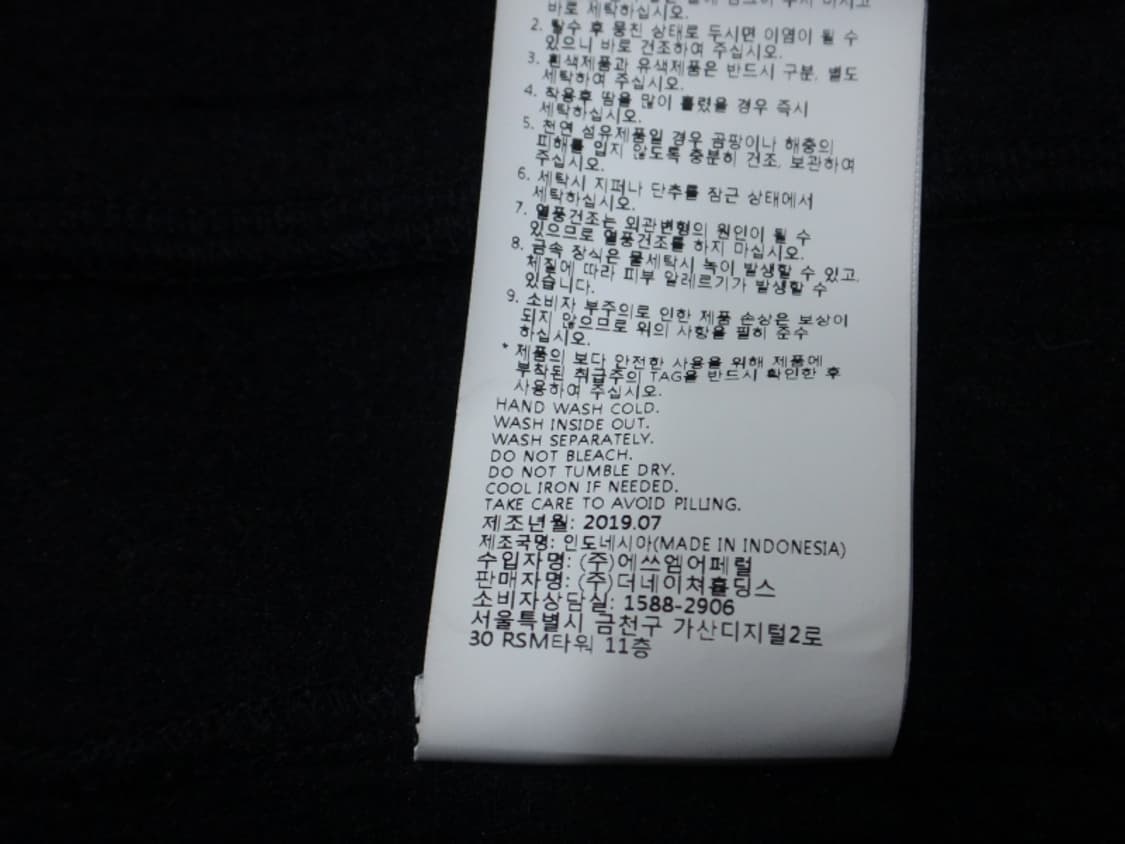 바로 세탁하십시오.
2. 탈수 후 뭉친 상태로 두시면 이염이 될 수
있으니 바로 건조하여 주십시오.
3. 흰색제품과 유색제품은 반드시 구분, 별도
세탁하여 주십시오.
4. 착용후 땀을 많이 흘렸을 경우 즉시
세탁하십시오.
5. 천연 섬유제품일 경우 곰팡이나 해충의
피해를 입지 않도록 충분히 건조, 보관하여
주십시오.
6. 세탁시 지퍼나 단추를 잠근 상태에서
세탁하십시오.
7. 열풍건조는 외관변형의 원인이 될 수
있으므로 열풍건조를 하지 마십시오.
8. 금속 장식은 물세탁시 녹이 발생할 수 있고,
체질에 따라 피부 알레르기가 발생할 수
있습니다.
9. 소비자 부주의로 인한 제품 손상은 보상이
되지 않으므로 위의 사항을 필히 준수
하십시오.
* 제품의 보다 안전한 사용을 위해 제품에
부착된 취급주의 TAG을 반드시 확인한 후
사용하여 주십시오.
HAND WASH COLD.
WASH INSIDE OUT.
WASH SEPARATELY.
DO NOT BLEACH.
DO NOT TUMBLE DRY.
COOL IRON IF NEEDED.
TAKE CARE TO AVOID PILLING.
제조년월: 2019.07
제조국명: 인도네시아(MADE IN INDONESIA)
수입자명: (주)에쓰엠어패럴
판매자명: (주)더네이쳐홀딩스
소비자상담실: 1588-2906
서울특별시 금천구 가산디지털2로
30 RSM타워 11층